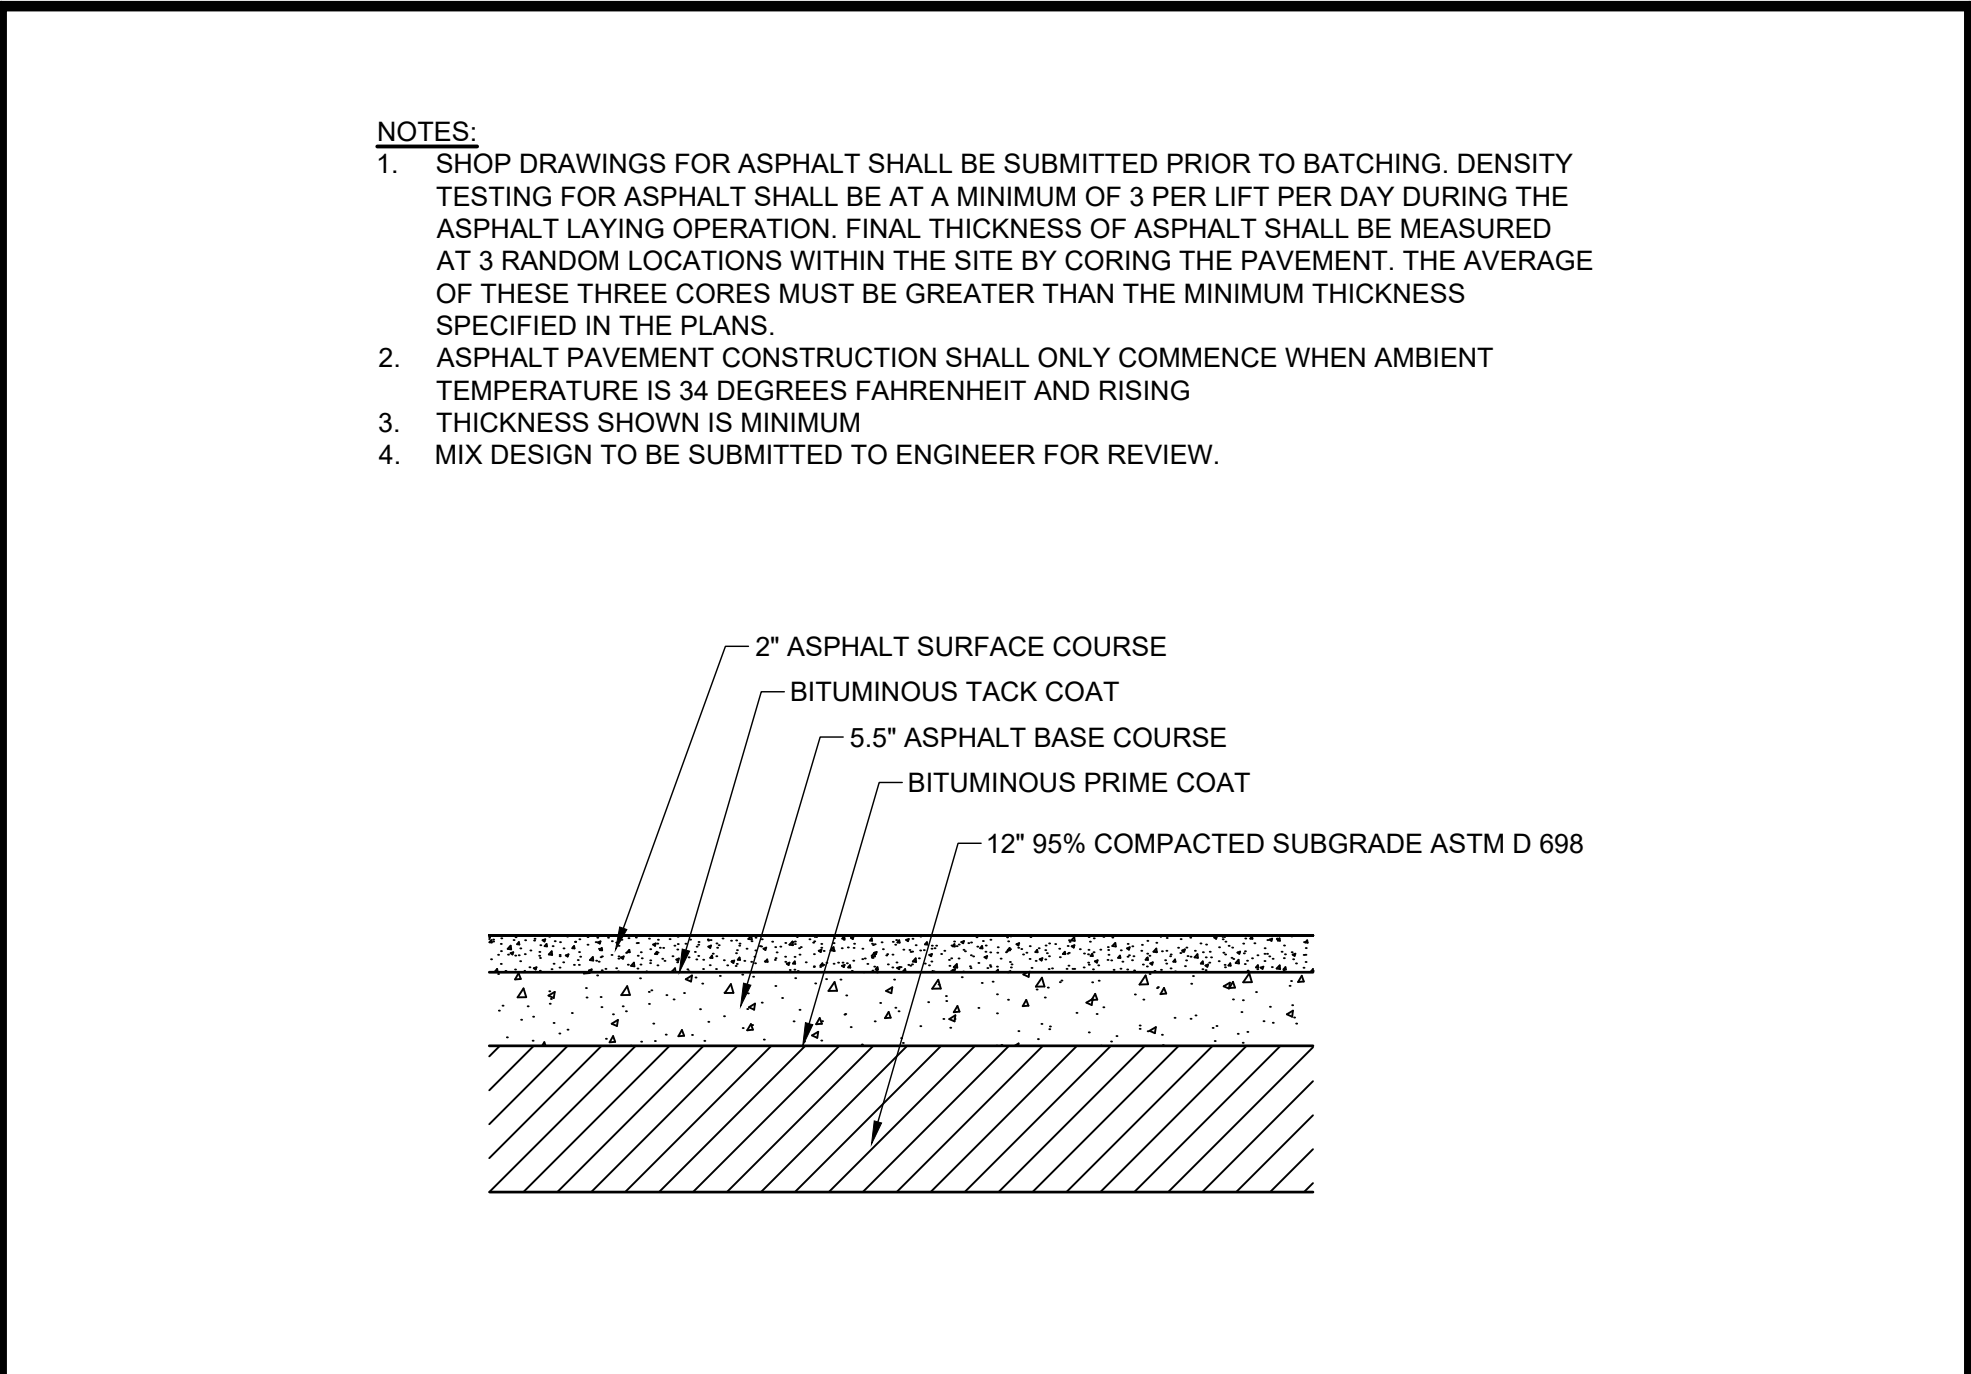 NOTES:
1. SHOP DRAWINGS FOR ASPHALT SHALL BE SUBMITTED PRIOR TO BATCHING. DENSITY
TESTING FOR ASPHALT SHALL BE AT A MINIMUM OF 3 PER LIFT PER DAY DURING THE
ASPHALT LAYING OPERATION. FINAL THICKNESS OF ASPHALT SHALL BE MEASURED
AT 3 RANDOM LOCATIONS WITHIN THE SITE BY CORING THE PAVEMENT. THE AVERAGE
OF THESE THREE CORES MUST BE GREATER THAN THE MINIMUM THICKNESS
SPECIFIED IN THE PLANS.
2. ASPHALT PAVEMENT CONSTRUCTION SHALL ONLY COMMENCE WHEN AMBIENT
TEMPERATURE IS 34 DEGREES FAHRENHEIT AND RISING
3. THICKNESS SHOWN IS MINIMUM
4. MIX DESIGN TO BE SUBMITTED TO ENGINEER FOR REVIEW.
2" ASPHALT SURFACE COURSE
BITUMINOUS TACK COAT
5.5" ASPHALT BASE COURSE
BITUMINOUS PRIME COAT
12" 95% COMPACTED SUBGRADE ASTM D 698